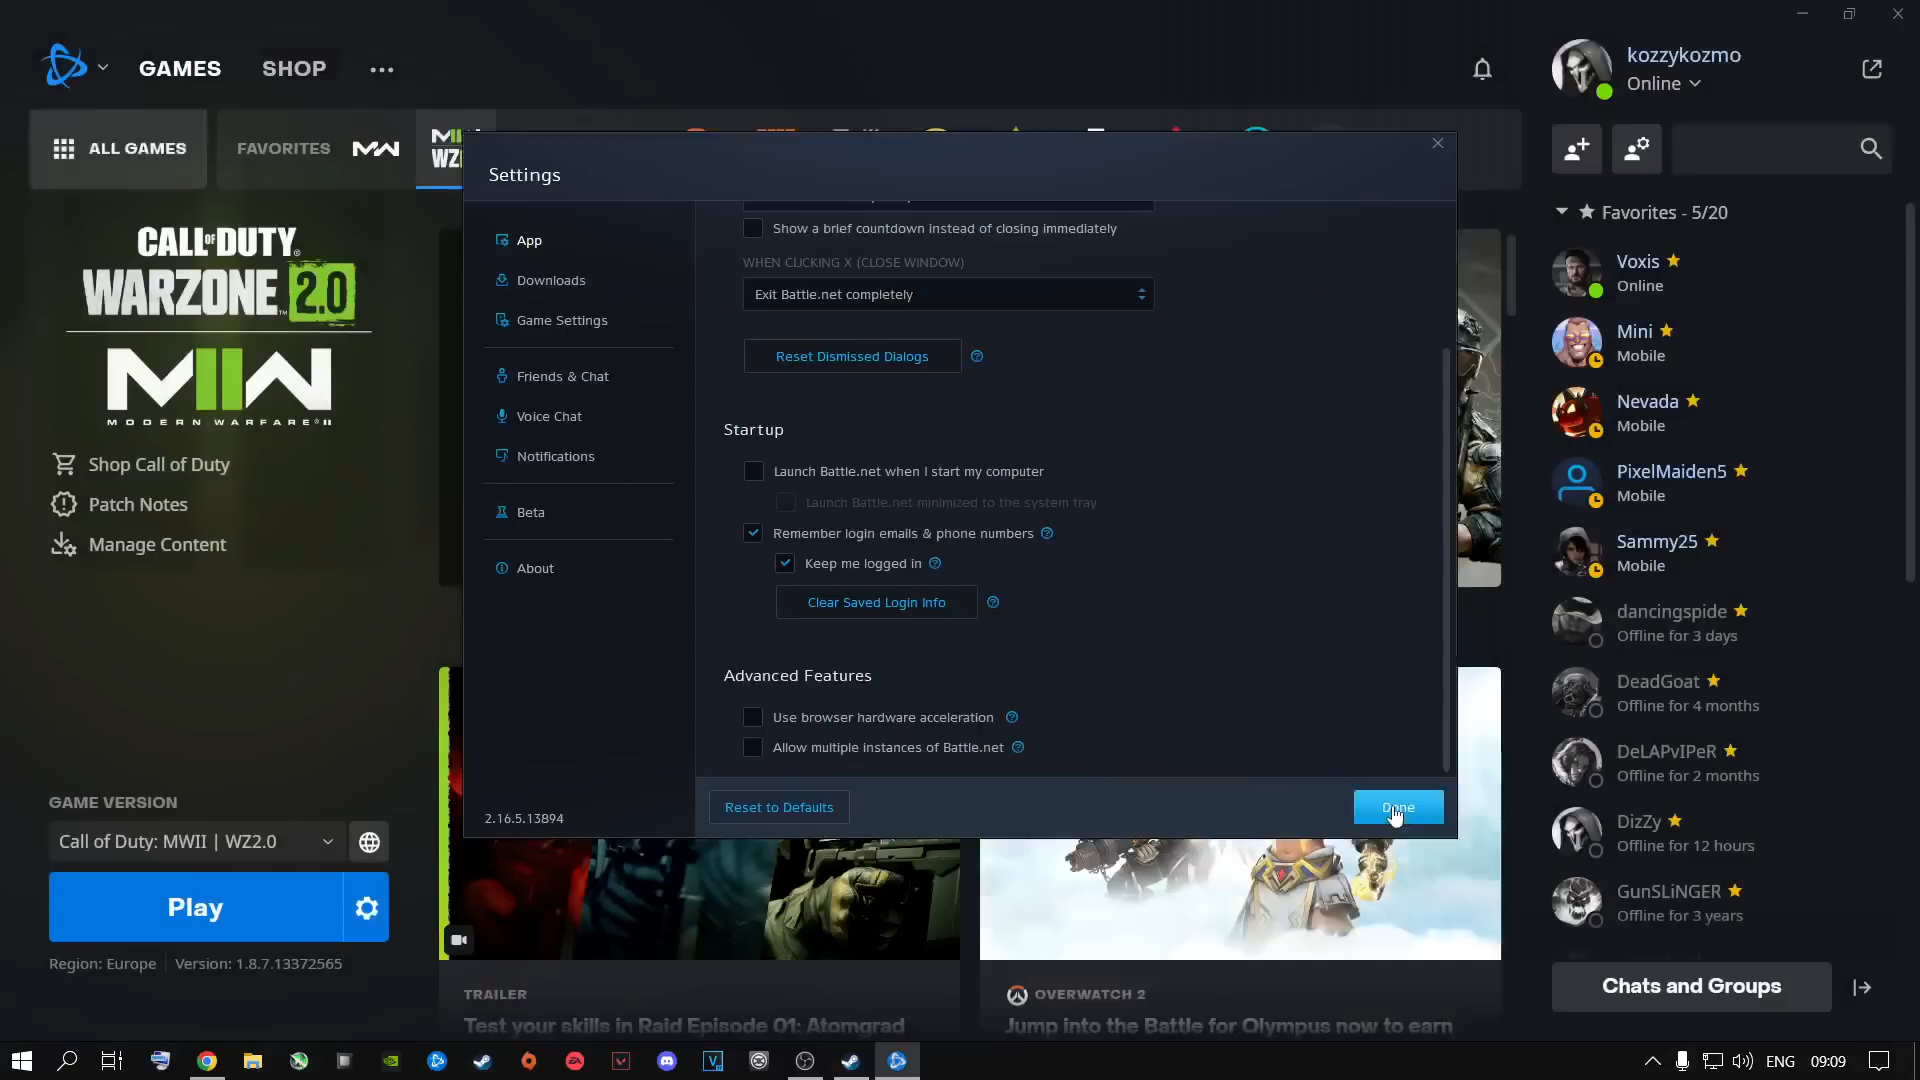 GAMES
SHOP
kozzykozmo
Online
ALL GAMES
FAVORITES
MW
WZ
Settings
CALL OF DUTY
WARZONE 2.0
MW
MODERN WARFARE II
Shop Call of Duty
Patch Notes
Manage Content
GAME VERSION
Call of Duty: MWII | WZ2.0
Play
Region: Europe
Version: 1.8.7.13372565
App
Downloads
Game Settings
Friends & Chat
Voice Chat
Notifications
Beta
About
2.16.5.13894
Show a brief countdown instead of closing immediately
WHEN CLICKING X (CLOSE WINDOW)
Exit Battle.net completely
Reset Dismissed Dialogs
Startup
Launch Battle.net when I start my computer
Launch Battle.net minimized to the system tray
Remember login emails & phone numbers
Keep me logged in
Clear Saved Login Info
Advanced Features
Use browser hardware acceleration
Allow multiple instances of Battle.net
Reset to Defaults
Done
TRAILER
Test your skills in Raid Episode 01: Atomgrad
OVERWATCH 2
Jump into the Battle for Olympus now to earn
Favorites - 5/20
Voxis
Online
Mini
Mobile
Nevada
Mobile
PixelMaiden5
Mobile
Sammy25
Mobile
dancingspide
Offline for 3 days
DeadGoat
Offline for 4 months
DeLAPvIPeR
Offline for 2 months
DizZy
Offline for 12 hours
GunSLiNGER
Offline for 3 years
Chats and Groups
ENG
09:09